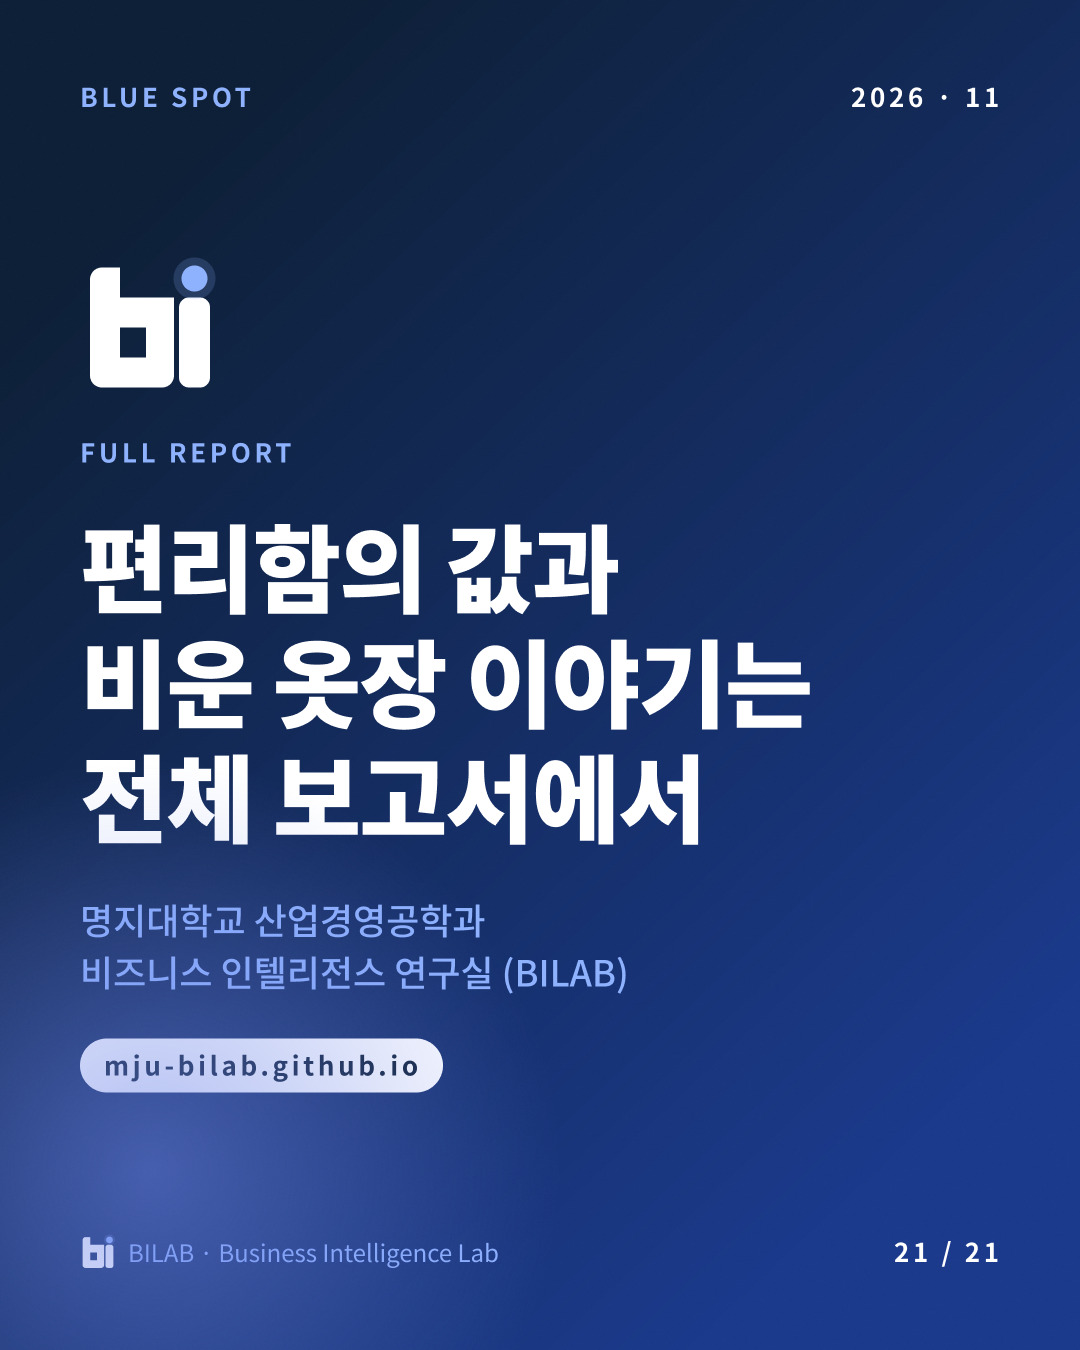 BLUE SPOT
2026 · 11
bi
FULL REPORT
편리함의 값과
비운 옷장 이야기는
전체 보고서에서
명지대학교 산업경영공학과
비즈니스 인텔리전스 연구실 (BILAB)
mju-bilab.github.io
bi BILAB · Business Intelligence Lab
21 / 21